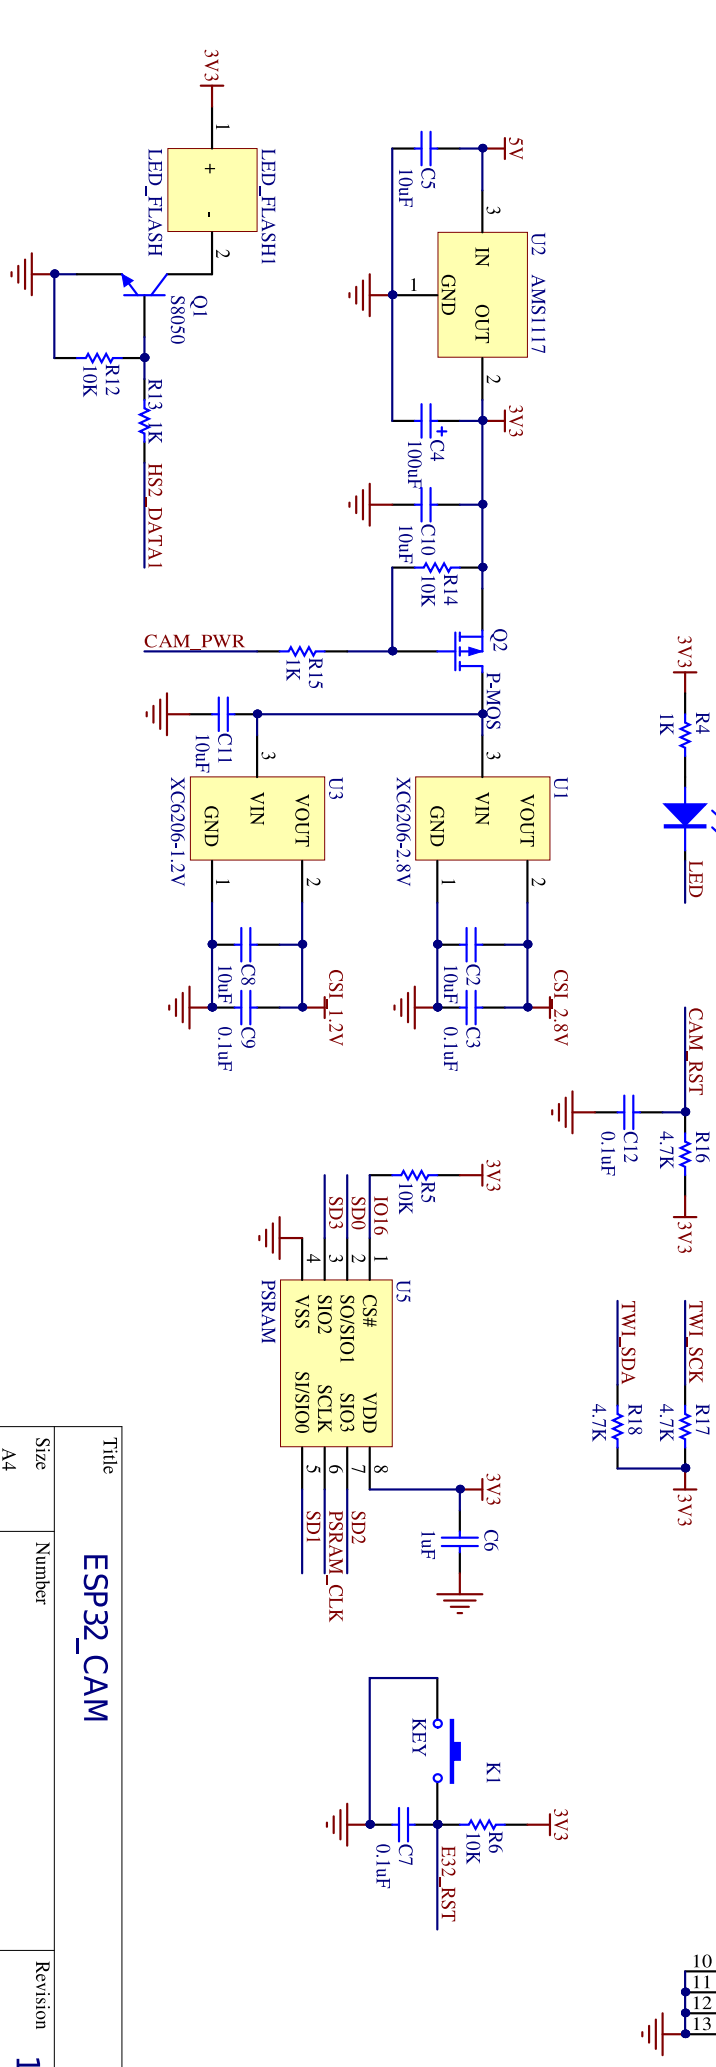 3V3
1
+
-
2
LED_FLASH1
LED_FLASH
Q1
S8050
R12
10K
R13 1K
HS2_DATA1
5V
C5
10uF
3
U2 AMS1117
IN
GND
OUT
1
2
3V3
C4
100uF
+
C10
10uF
R14
10K
CAM_PWR
R15
1K
Q2
P-MOS
C11
10uF
3
U3
VOUT
VIN
GND
XC6206-1.2V
1
2
C8
10uF
C9
0.1uF
CSI_1.2V
3
U1
VOUT
VIN
GND
XC6206-2.8V
1
2
C2
10uF
C3
0.1uF
CSI_2.8V
3V3
R4
1K
LED
CAM_RST
C12
0.1uF
R16
4.7K
3V3
TWI_SCK
TWI_SDA
R17
4.7K
R18
4.7K
3V3
3V3
R5
10K
IO16
SD0
SD3
1
2
3
4
U5
CS#
SO/SIO1
SIO2
VSS
VDD
SIO3
SCLK
SI/SIO0
PSRAM
8
7
6
5
SD2
PSRAM_CLK
SD1
3V3
C6
1uF
KEY
K1
C7
0.1uF
R6
10K
3V3
E32_RST
10
11
12
13
Title
ESP32_CAM
Size
A4
Number
Revision
1